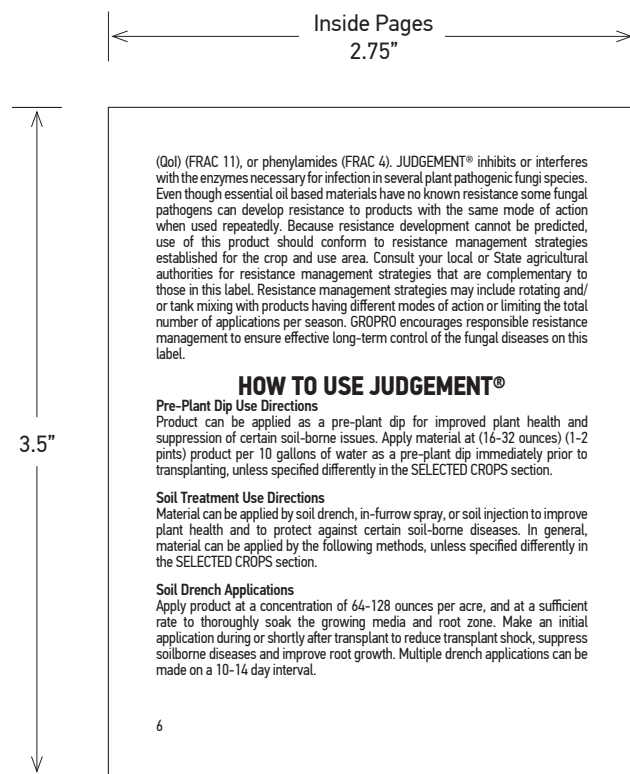 Inside Pages
2.75”
3.5”
(QoI) (FRAC 11), or phenylamides (FRAC 4). JUDGEMENT® inhibits or interferes
with the enzymes necessary for infection in several plant pathogenic fungi species.
Even though essential oil based materials have no known resistance some fungal
pathogens can develop resistance to products with the same mode of action
when used repeatedly. Because resistance development cannot be predicted,
use of this product should conform to resistance management strategies
established for the crop and use area. Consult your local or State agricultural
authorities for resistance management strategies that are complementary to
those in this label. Resistance management strategies may include rotating and/
or tank mixing with products having different modes of action or limiting the total
number of applications per season. GROPRO encourages responsible resistance
management to ensure effective long-term control of the fungal diseases on this
label.
HOW TO USE JUDGEMENT®
Pre-Plant Dip Use Directions
Product can be applied as a pre-plant dip for improved plant health and
suppression of certain soil-borne issues. Apply material at (16-32 ounces) (1-2
pints) product per 10 gallons of water as a pre-plant dip immediately prior to
transplanting, unless specified differently in the SELECTED CROPS section.
Soil Treatment Use Directions
Material can be applied by soil drench, in-furrow spray, or soil injection to improve
plant health and to protect against certain soil-borne diseases. In general,
material can be applied by the following methods, unless specified differently in
the SELECTED CROPS section.
Soil Drench Applications
Apply product at a concentration of 64-128 ounces per acre, and at a sufficient
rate to thoroughly soak the growing media and root zone. Make an initial
application during or shortly after transplant to reduce transplant shock, suppress
soilborne diseases and improve root growth. Multiple drench applications can be
made on a 10-14 day interval.
6